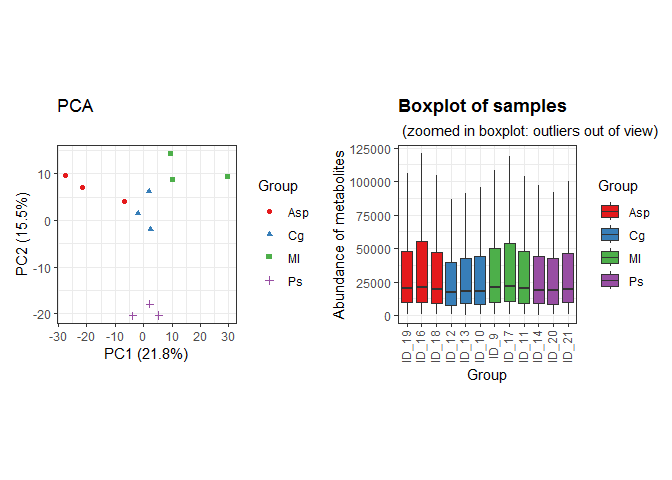 PCA
PC2 (15.5%)
10
0
-10
-20
-30
-20
-10
0
10
20
30
PC1 (21.8%)
Group
Asp
Cg
Ml
Ps
Boxplot of samples
(zoomed in boxplot: outliers out of view)
Abundance of metabolites
125000
100000
75000
50000
25000
0
ID_19
ID_16
ID_18
ID_12
ID_13
ID_10
ID_9
ID_17
ID_11
ID_14
ID_20
ID_21
Group
Group
Asp
Cg
Ml
Ps